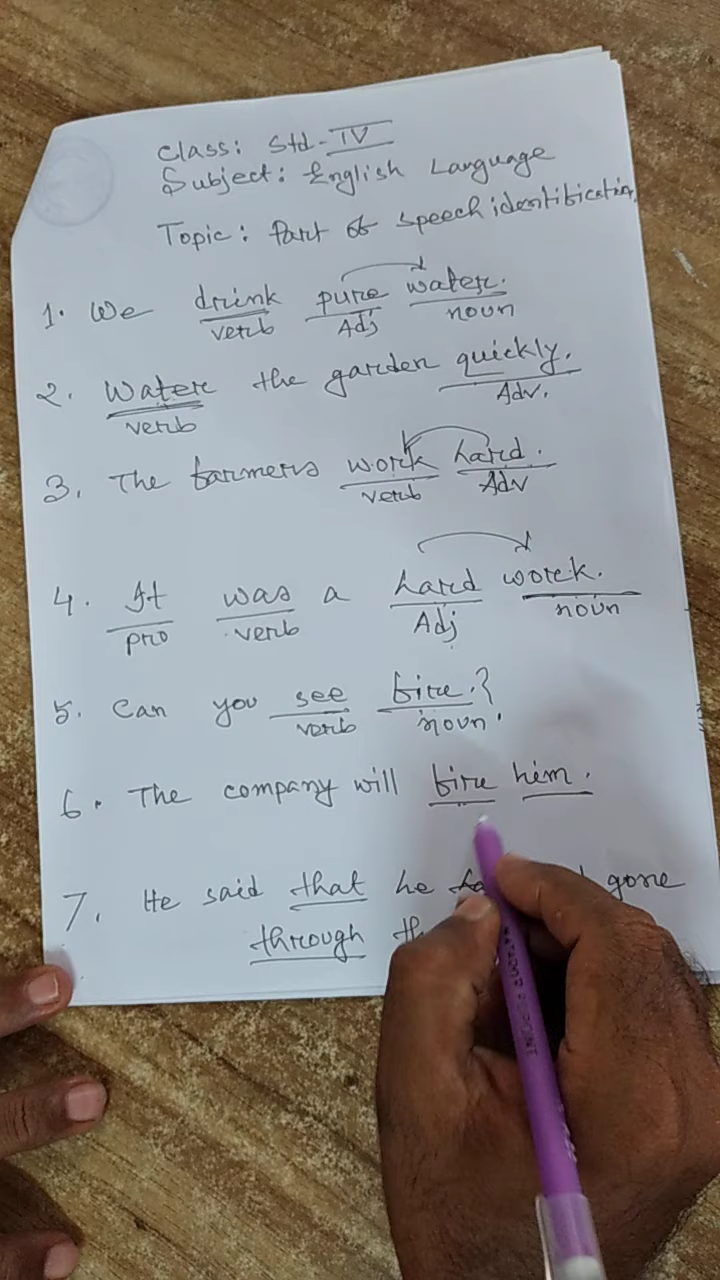 Class: Std-IV
Subject: English Language
Topic: Part of speech identification
1. We drink pure water.
verb Adj noun
2. Water the garden quickly.
verb Adv.
3. The farmers work hard.
verb Adv
4. It was a hard work.
pro verb Adj noun
5. Can you see fire.?
verb noun.
6. The company will fire him.
7. He said that he gone
through